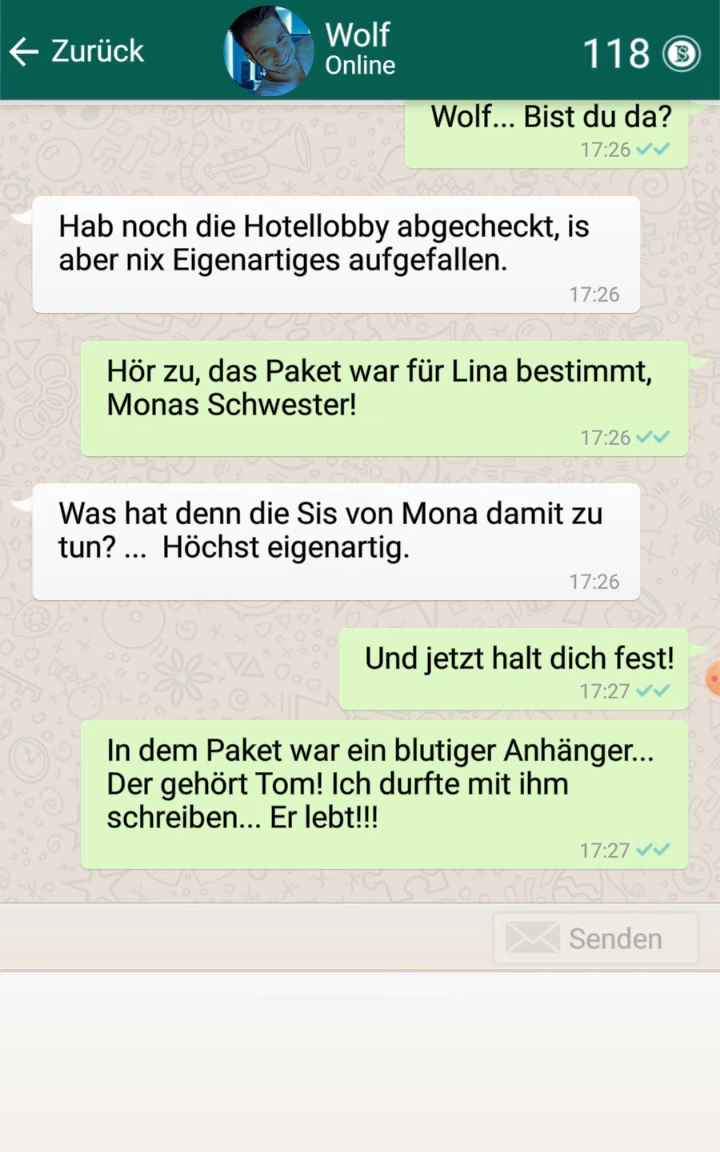 Zurück
Wolf
Online
118
Wolf... Bist du da?
17:26
Hab noch die Hotellobby abgecheckt, is
aber nix Eigenartiges aufgefallen.
17:26
Hör zu, das Paket war für Lina bestimmt,
Monas Schwester!
17:26
Was hat denn die Sis von Mona damit zu
tun? ... Höchst eigenartig.
17:26
Und jetzt halt dich fest!
17:27
In dem Paket war ein blutiger Anhänger...
Der gehört Tom! Ich durfte mit ihm
schreiben... Er lebt!!!
17:27
Senden